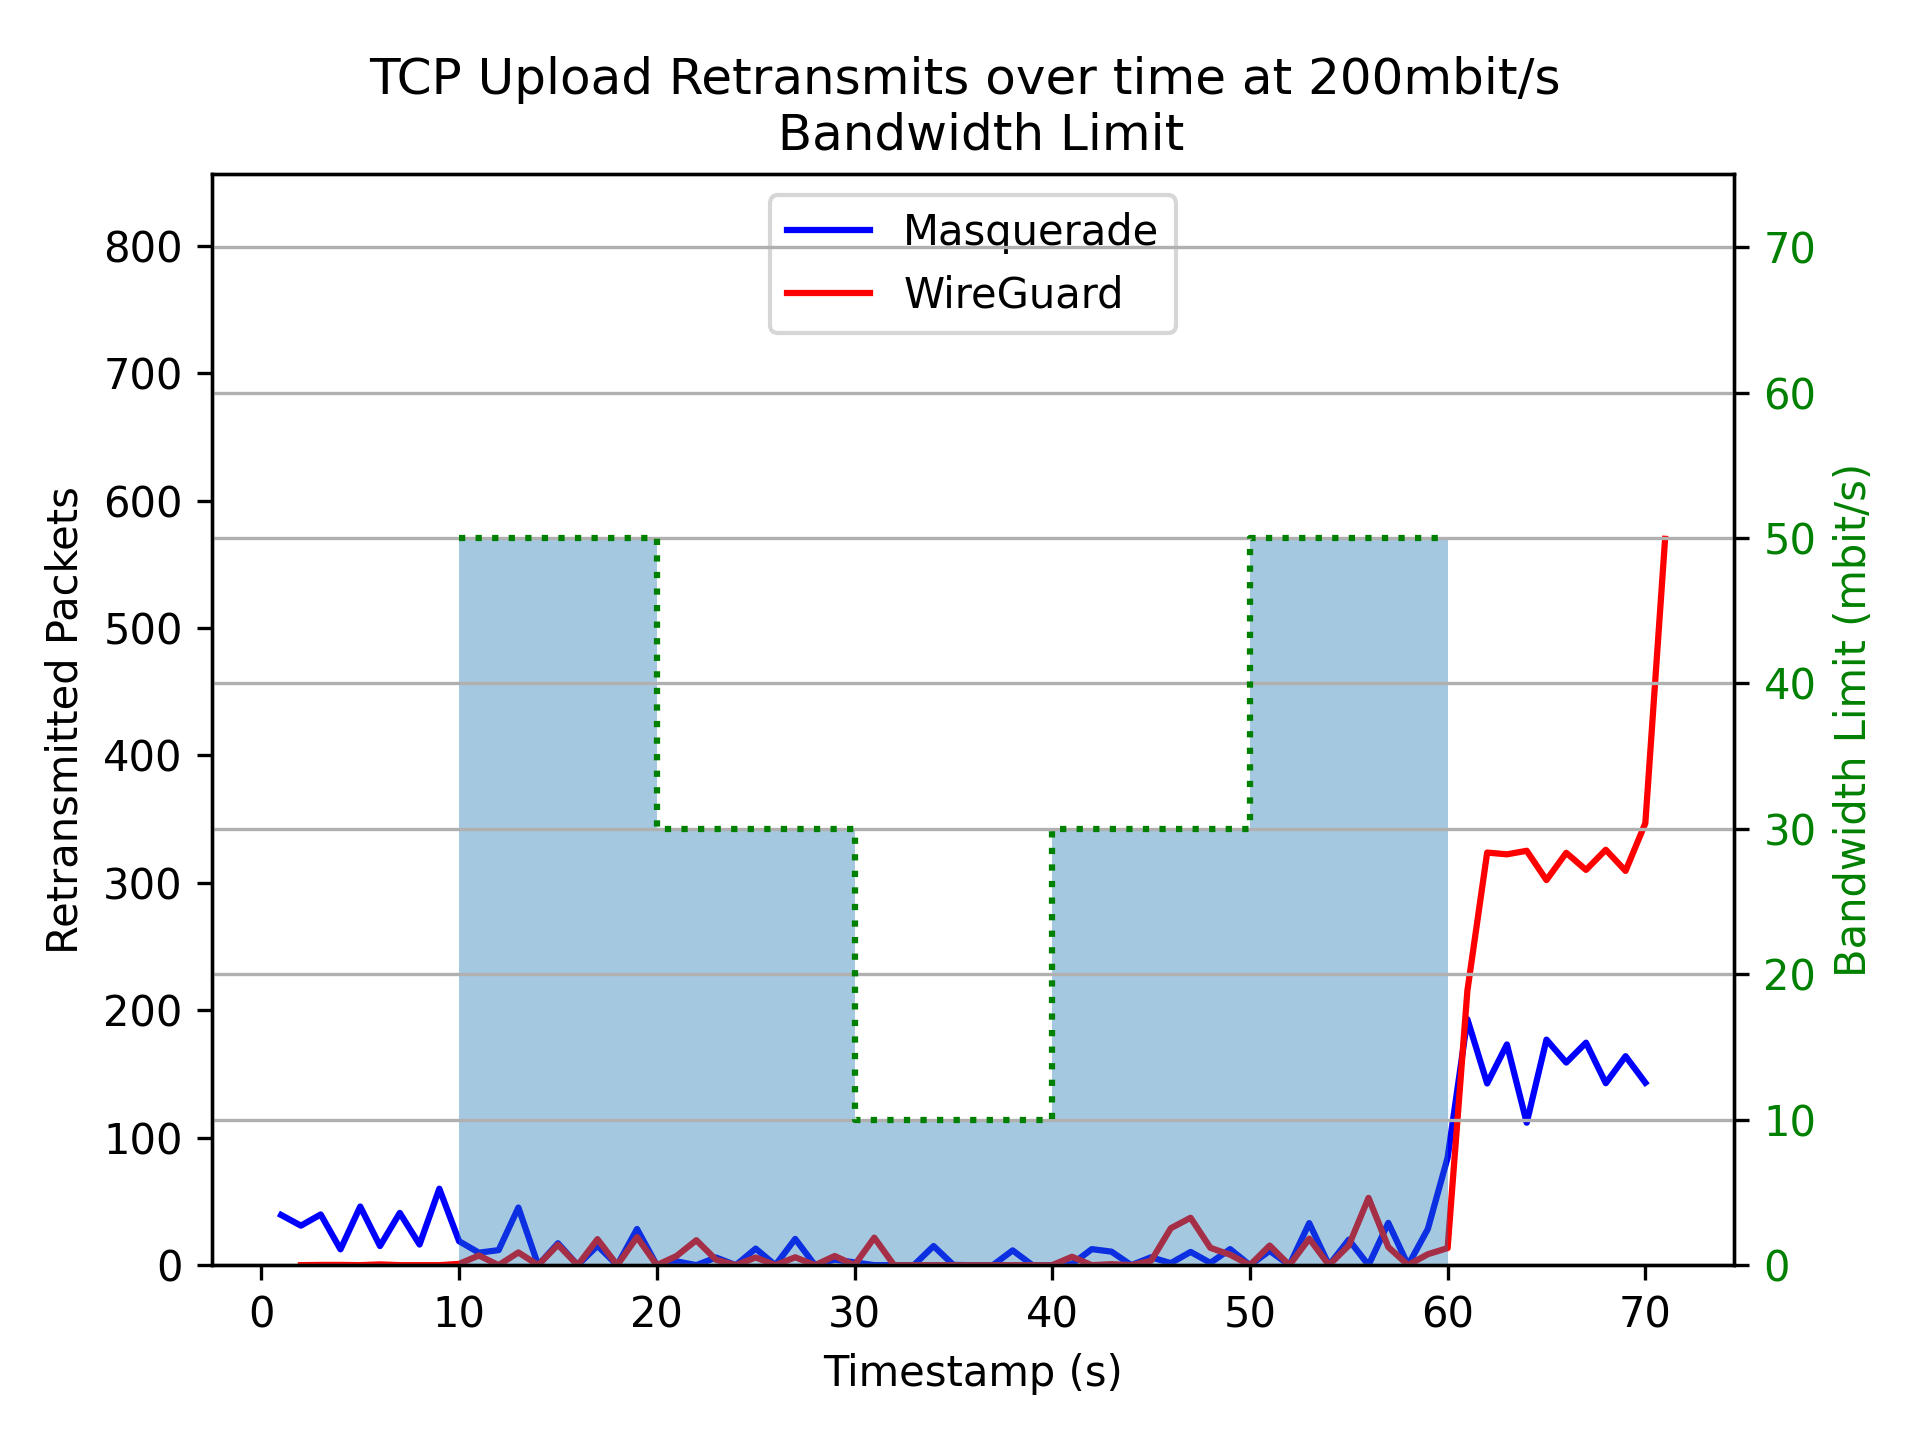 TCP Upload Retransmits over time at 200mbit/s
Bandwidth Limit
Masquerade
WireGuard
Retransmitted Packets
800
700
600
500
400
300
200
100
0
70
60
50
40
30
20
10
0
Bandwidth Limit (mbit/s)
0 10 20 30 40 50 60 70
Timestamp (s)